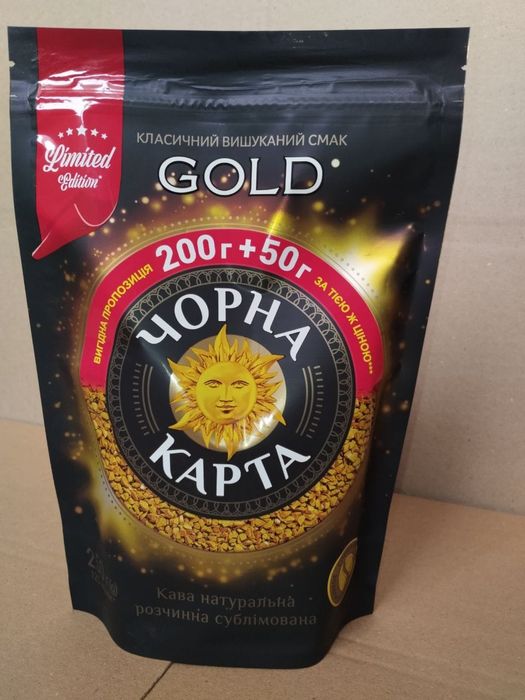 Limited
Edition*
КЛАСИЧНИЙ ВИШУКАНИЙ СМАК
GOLD*
ВИГІДНА ПРОПОЗИЦІЯ
200г+50г
ЗА ТІЄЮ Ж ЦІНОЮ***
ЧОРНА
КАРТА
Кава натуральна
розчинна сублімована